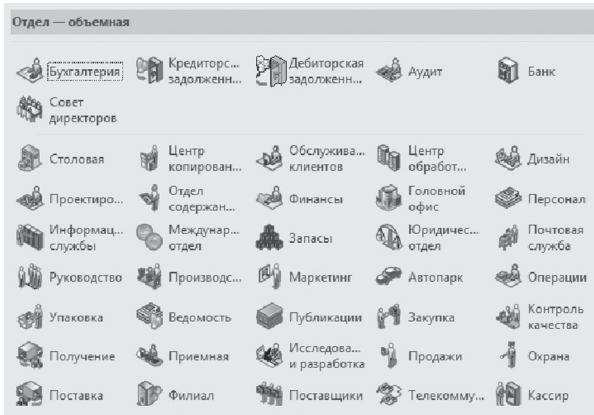 Отдел — объемная
Бухгалтерия
Кредиторс...
задолженн...
Дебиторская
задолженн...
Аудит
Банк
Совет
директоров
Столовая
Центр
копирован...
Обслужива...
клиентов
Центр
обработ...
Дизайн
Проектиро...
Отдел
содержан...
Финансы
Головной
офис
Персонал
Информац...
службы
Междунар...
отдел
Запасы
Юридичес...
отдел
Почтовая
служба
Руководство
Производс...
Маркетинг
Автопарк
Операции
Упаковка
Ведомость
Публикации
Закупка
Контроль
качества
Получение
Приемная
Исследова...
и разработка
Продажи
Охрана
Поставка
Филиал
Поставщики
Телекомму...
Кассир